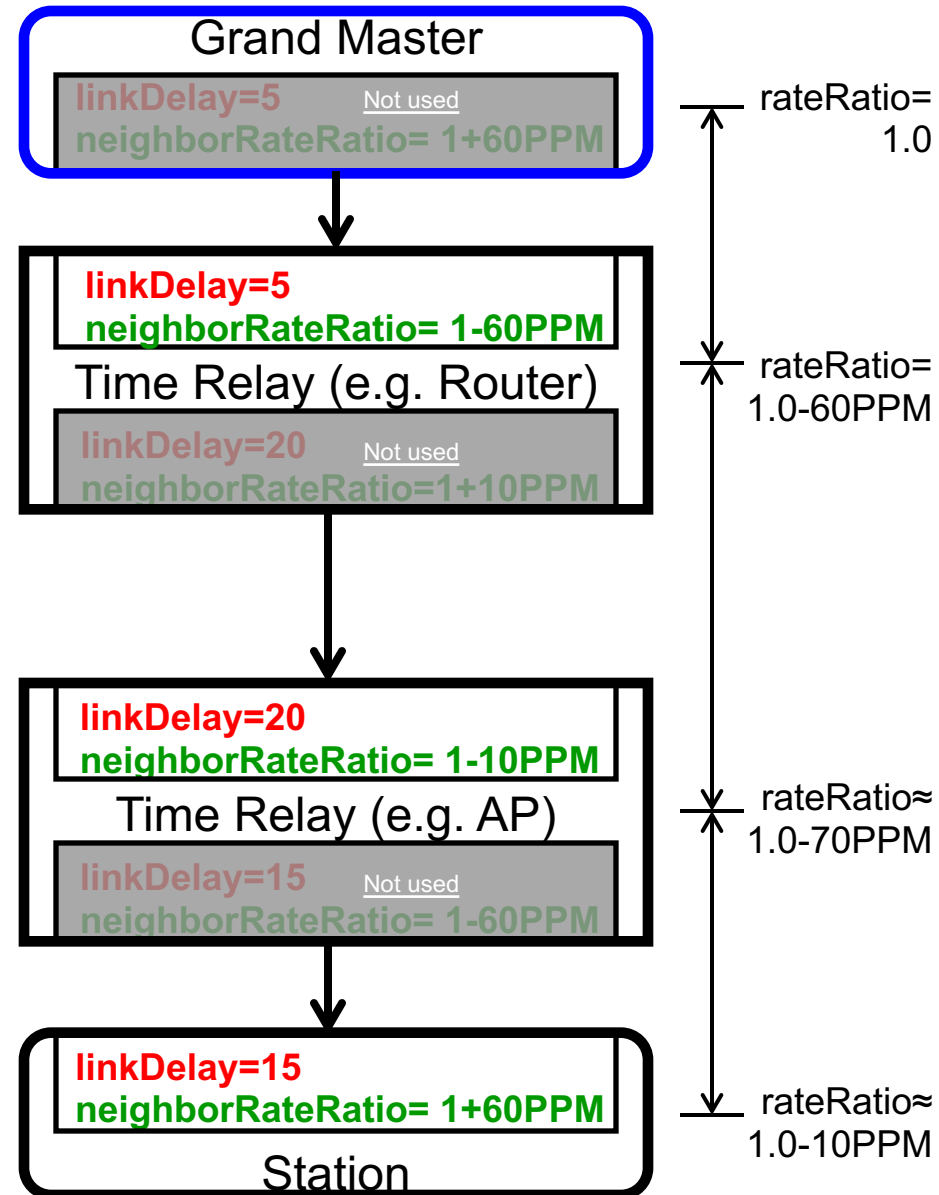 Grand Master
linkDelay=5 Not used
neighborRateRatio= 1+60PPM
rateRatio=
1.0
linkDelay=5
neighborRateRatio= 1-60PPM
Time Relay (e.g. Router)
rateRatio=
1.0-60PPM
linkDelay=20 Not used
neighborRateRatio=1+10PPM
linkDelay=20
neighborRateRatio= 1-10PPM
Time Relay (e.g. AP)
rateRatio≈
1.0-70PPM
linkDelay=15 Not used
neighborRateRatio= 1-60PPM
linkDelay=15
neighborRateRatio= 1+60PPM
rateRatio≈
1.0-10PPM
Station